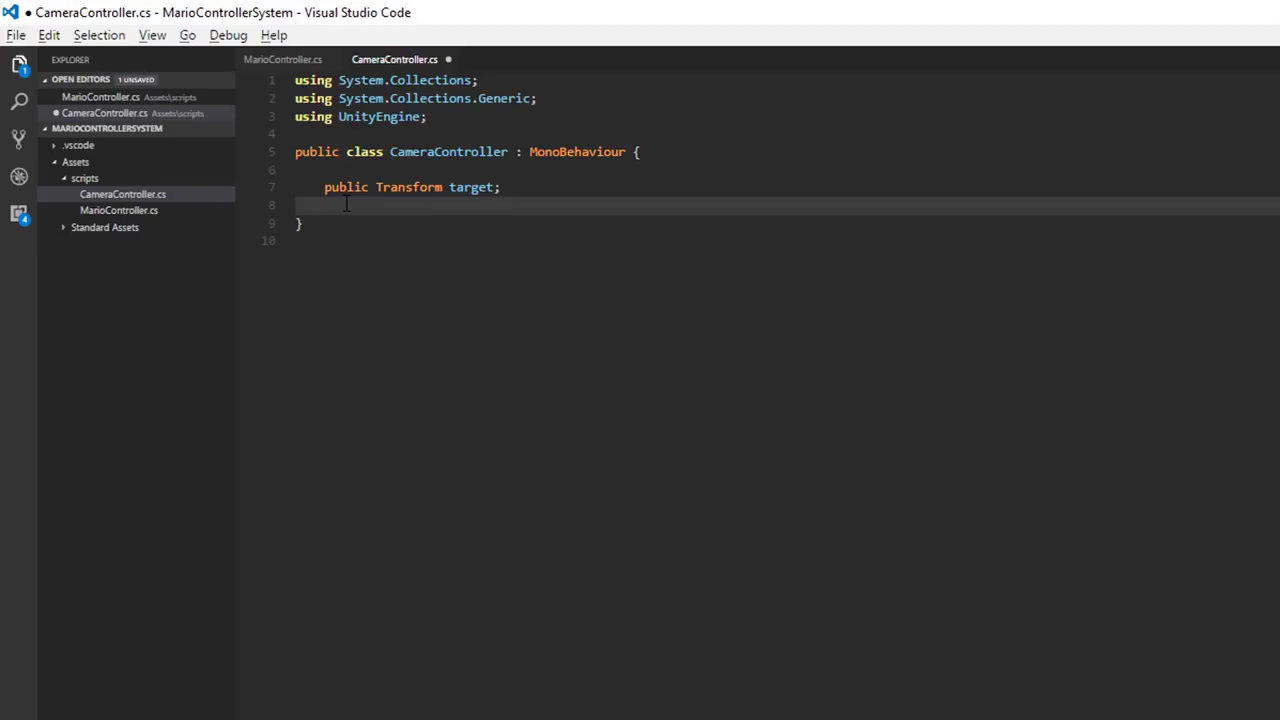 ● CameraController.cs - MarioControllerSystem - Visual Studio Code
File Edit Selection View Go Debug Help
EXPLORER
OPEN EDITORS 1 UNSAVED
MarioController.cs Assets\scripts
CameraController.cs Assets\scripts
MARIOCONTROLLERSYSTEM
.vscode
Assets
scripts
CameraController.cs
MarioController.cs
Standard Assets
1
4
MarioController.cs CameraController.cs
1 using System.Collections;
2 using System.Collections.Generic;
3 using UnityEngine;
4
5 public class CameraController : MonoBehaviour {
6
7 public Transform target;
8
9 }
10